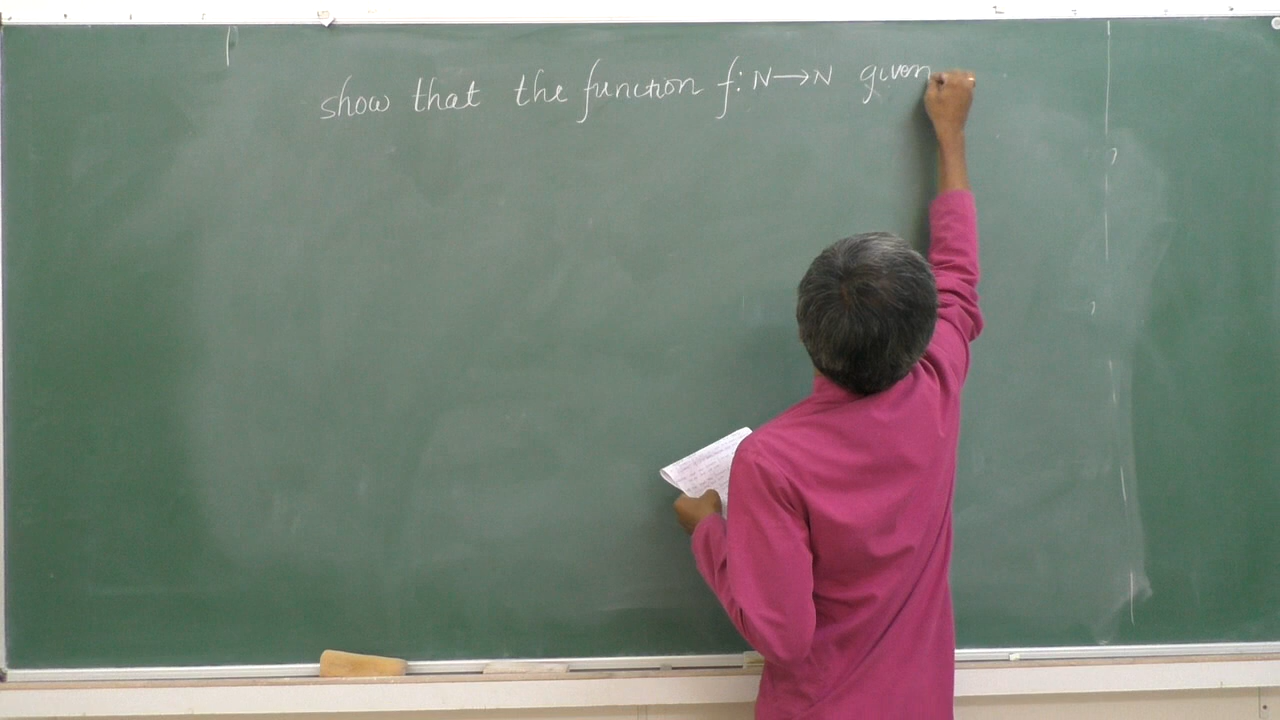 show that the function f: N→N given